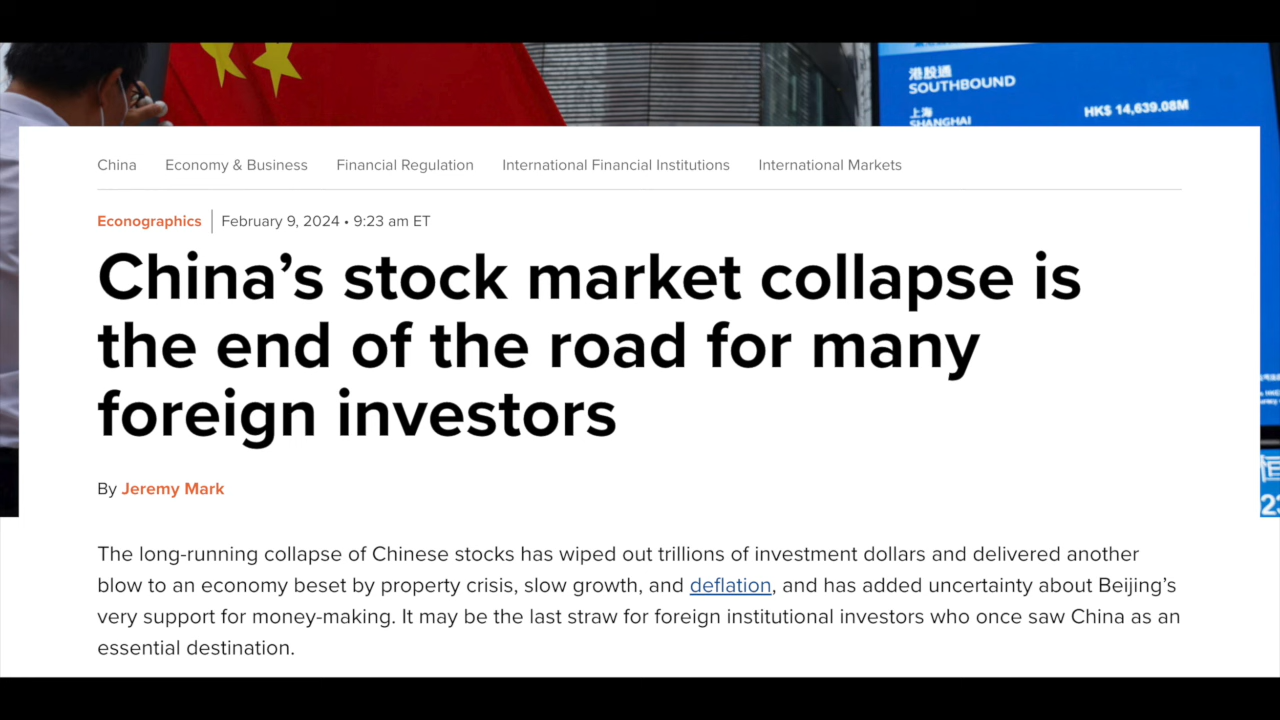 港股通
SOUTHBOUND
上海
SHANGHAI
HK$ 14,639.08M
China Economy & Business Financial Regulation International Financial Institutions International Markets
Econographics February 9, 2024 • 9:23 am ET
China’s stock market collapse is
the end of the road for many
foreign investors
By Jeremy Mark
The long-running collapse of Chinese stocks has wiped out trillions of investment dollars and delivered another
blow to an economy beset by property crisis, slow growth, and deflation, and has added uncertainty about Beijing’s
very support for money-making. It may be the last straw for foreign institutional investors who once saw China as an
essential destination.